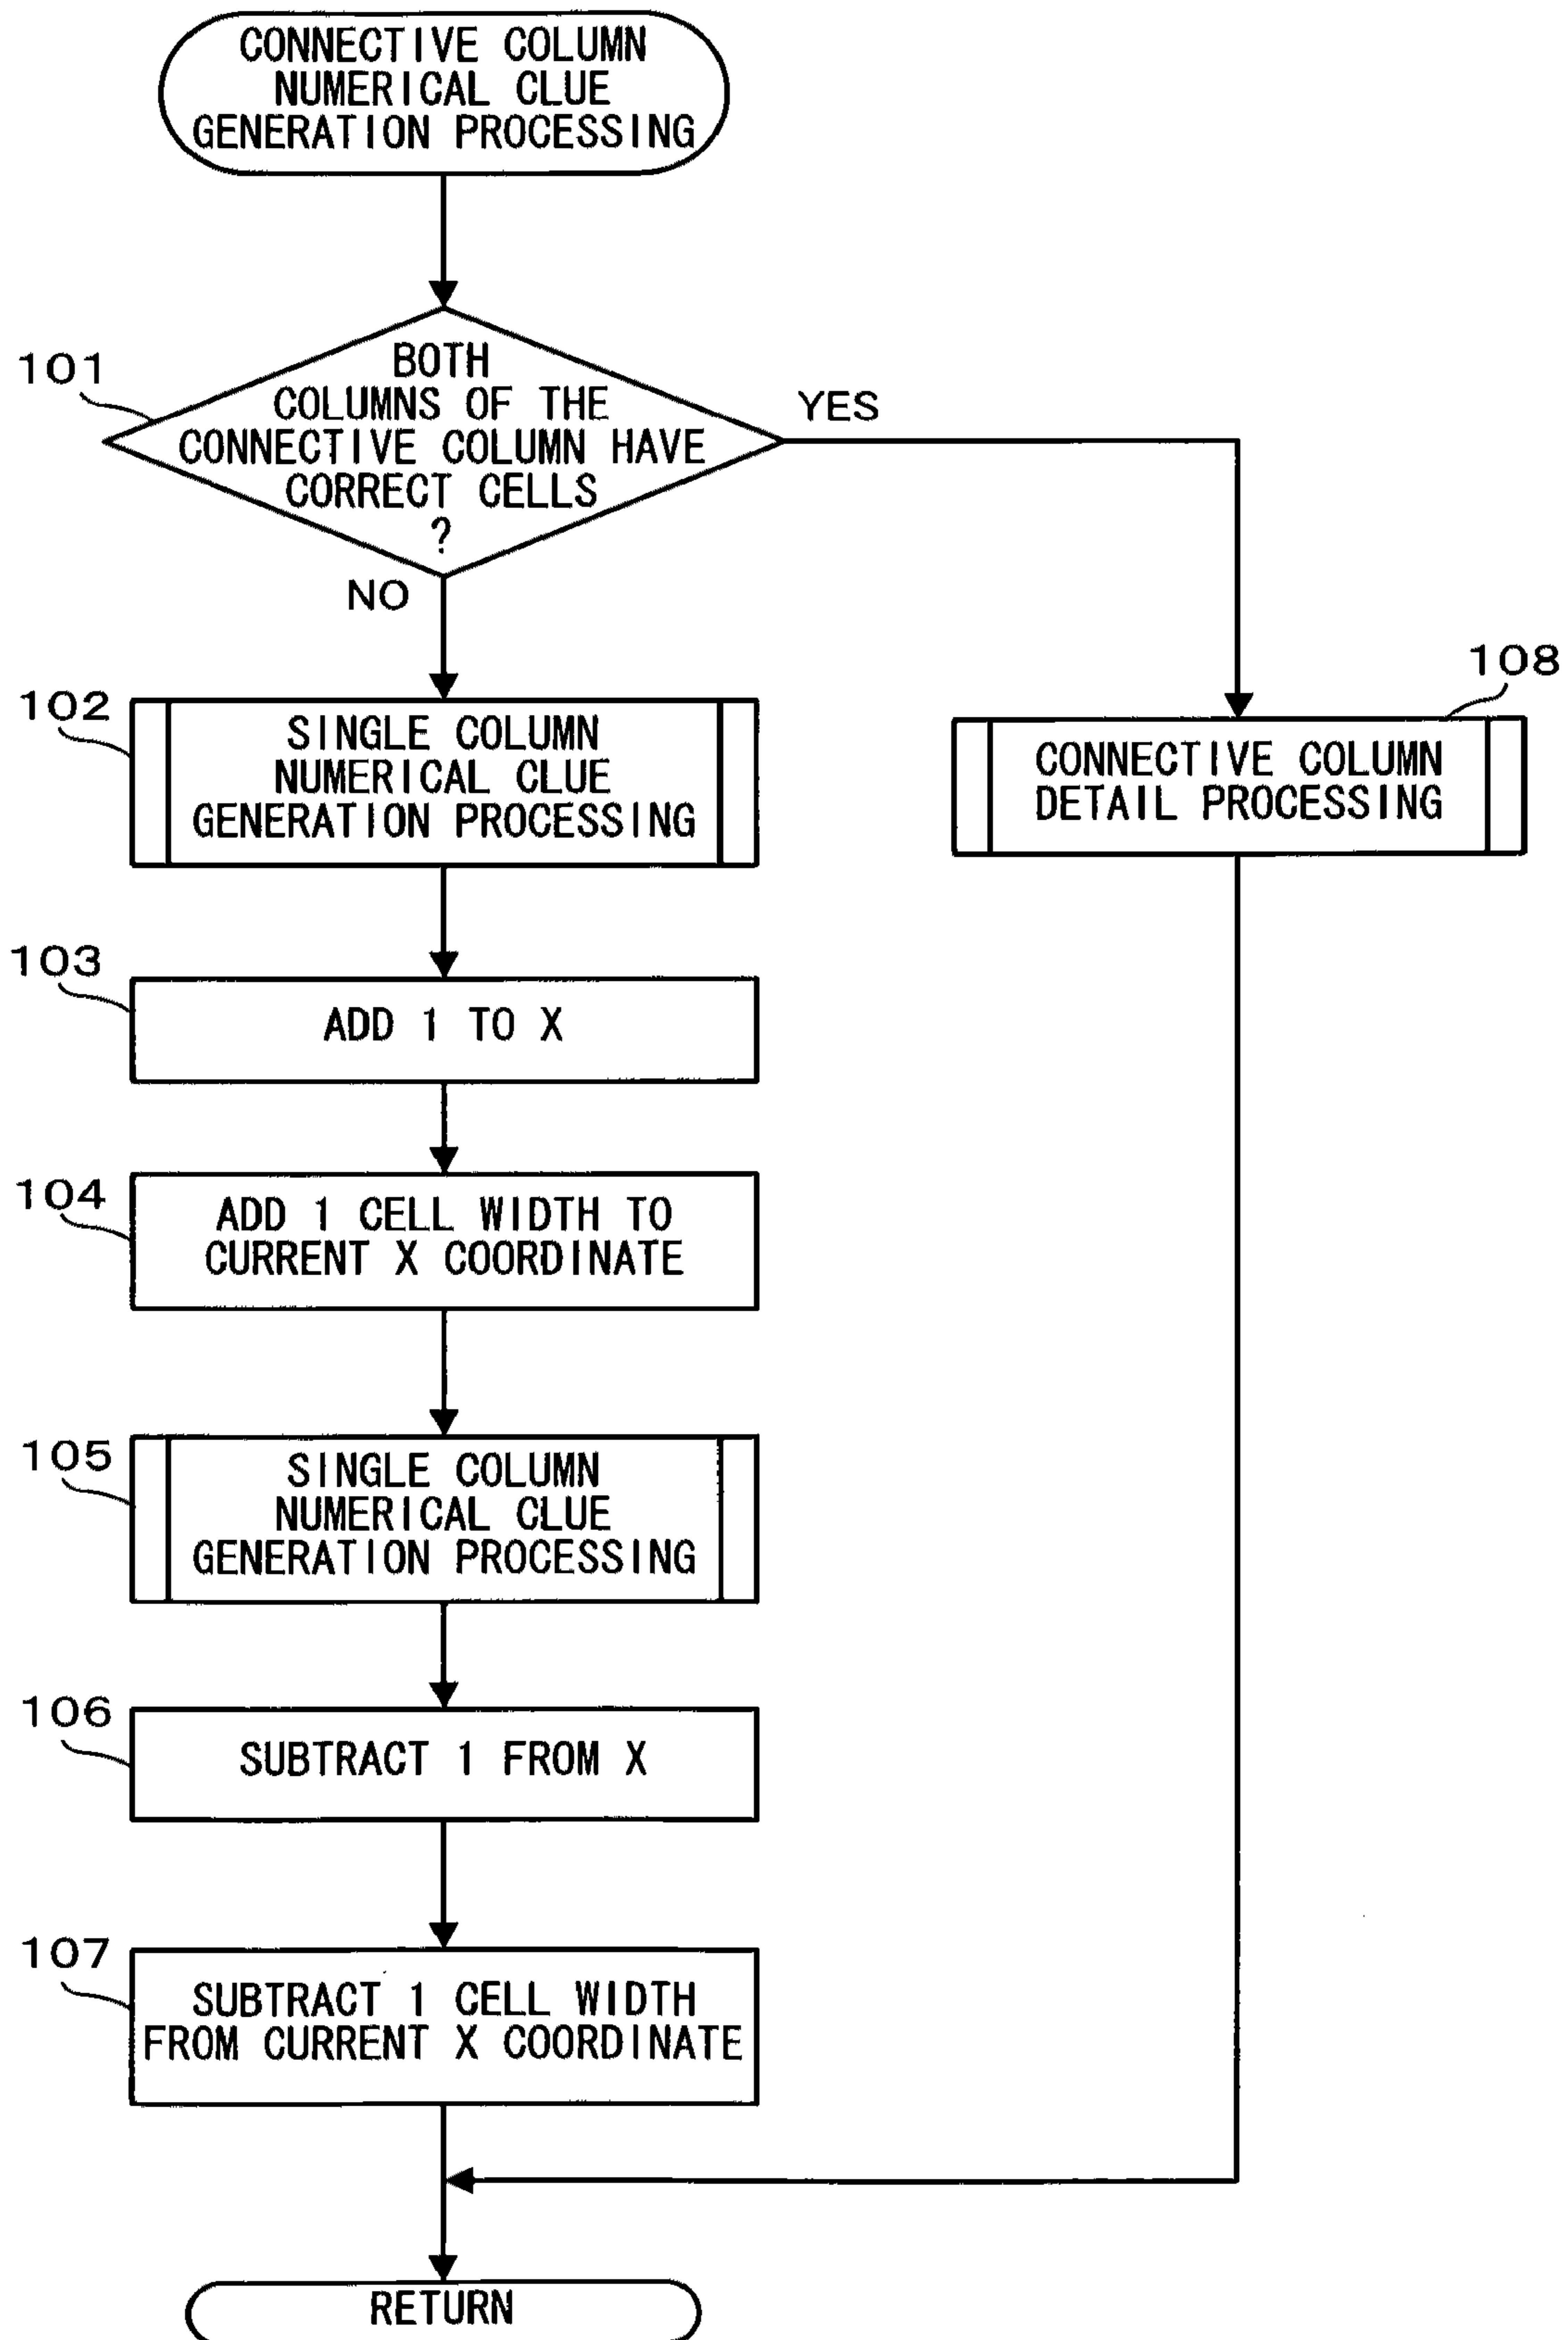 CONNECTIVE COLUMN
NUMERICAL CLUE
GENERATION PROCESSING
101
BOTH
COLUMNS OF THE
CONNECTIVE COLUMN HAVE
CORRECT CELLS
?
YES
NO
102
SINGLE COLUMN
NUMERICAL CLUE
GENERATION PROCESSING
108
CONNECTIVE COLUMN
DETAIL PROCESSING
103
ADD 1 TO X
104
ADD 1 CELL WIDTH TO
CURRENT X COORDINATE
105
SINGLE COLUMN
NUMERICAL CLUE
GENERATION PROCESSING
106
SUBTRACT 1 FROM X
107
SUBTRACT 1 CELL WIDTH
FROM CURRENT X COORDINATE
RETURN